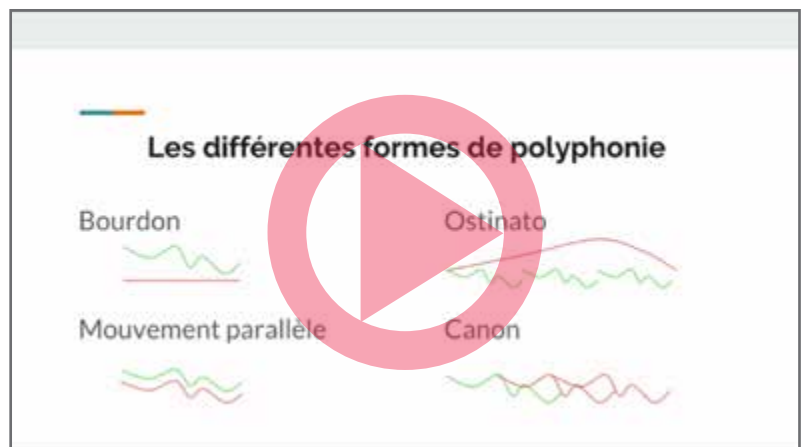 Les différentes formes de polyphonie
Bourdon
Ostinato
Mouvement parallèle
Canon